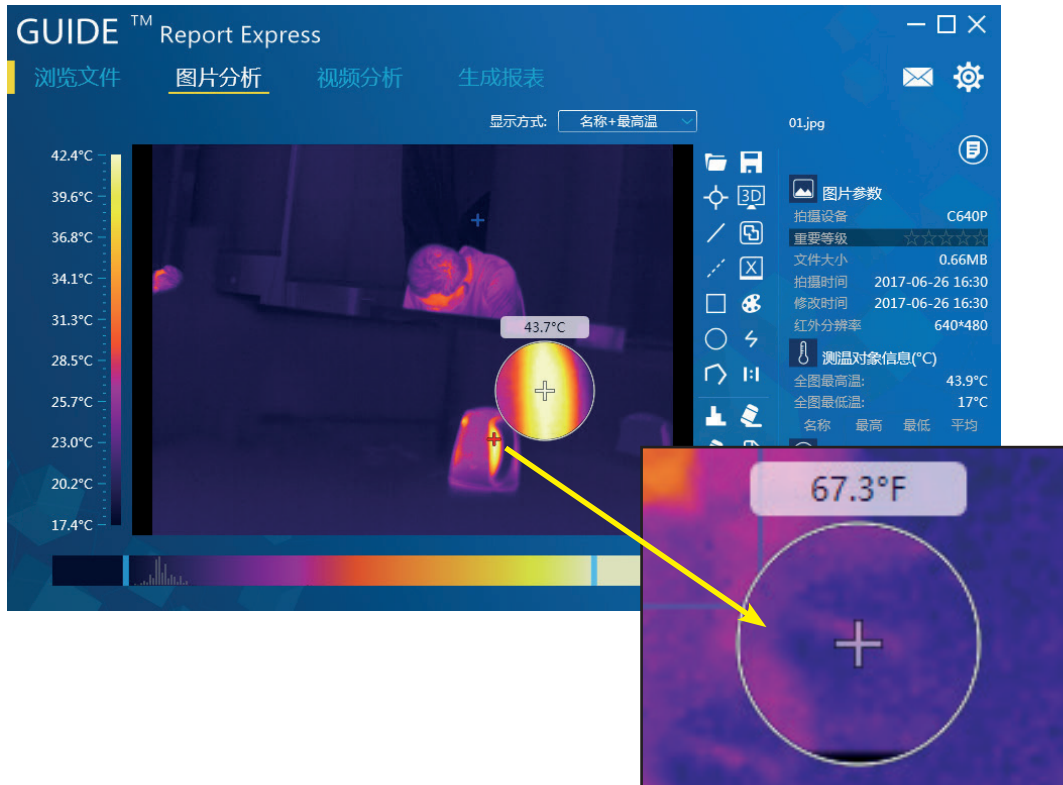 GUIDE ™ Report Express
浏览文件 图片分析 视频分析 生成报表
显示方式: 名称+最高温
01.jpg
42.4°C
39.6°C
36.8°C
34.1°C
31.3°C
28.5°C
25.7°C
23.0°C
20.2°C
17.4°C
43.7°C
3D
X
1:1
图片参数
拍摄设备 C640P
重要等级
文件大小 0.66MB
拍摄时间 2017-06-26 16:30
修改时间 2017-06-26 16:30
红外分辨率 640*480
测温对象信息(°C)
全图最高温: 43.9°C
全图最低温: 17°C
名称 最高 最低 平均
67.3°F